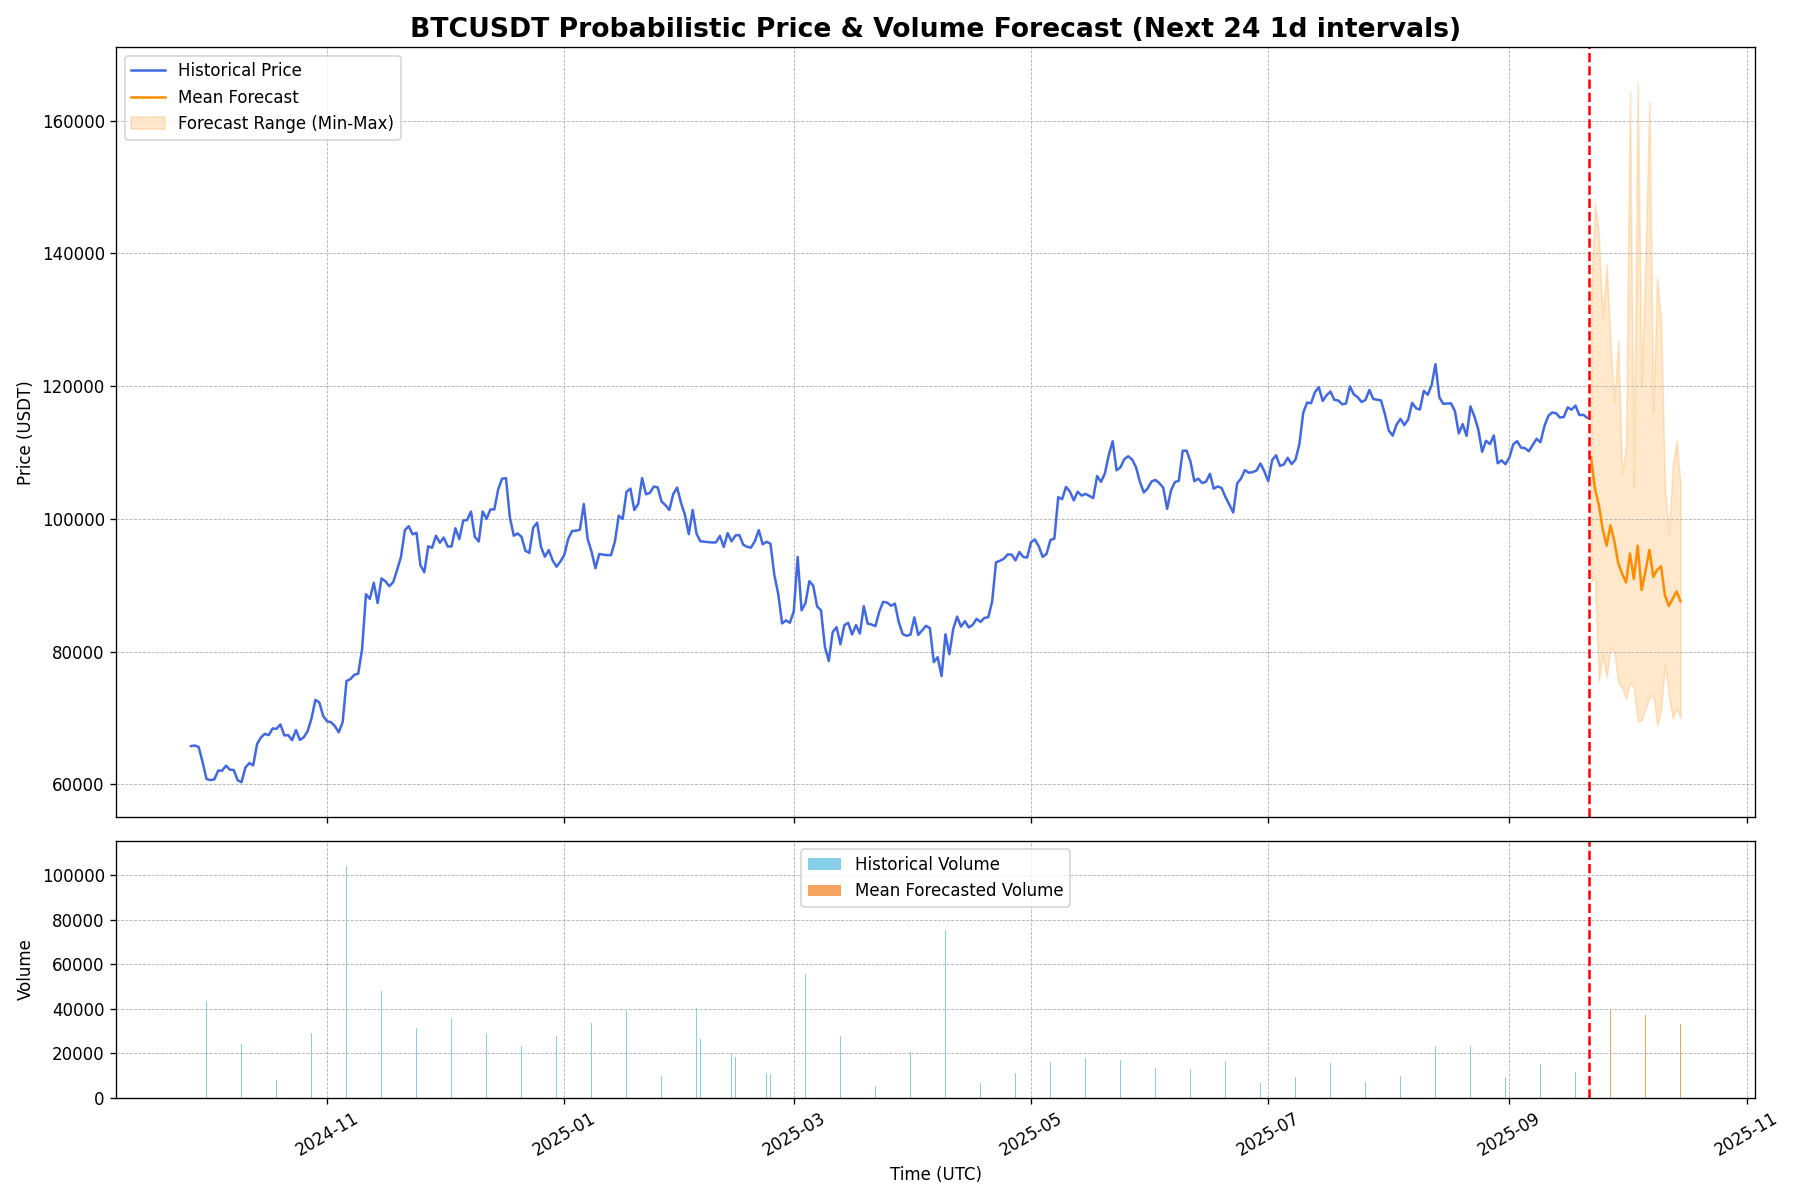 BTCUSDT Probabilistic Price & Volume Forecast (Next 24 1d intervals)
Historical Price
Mean Forecast
Forecast Range (Min-Max)
160000
140000
120000
100000
80000
60000
Price (USDT)
Historical Volume
Mean Forecasted Volume
100000
80000
60000
40000
20000
0
Volume
2024-11
2025-01
2025-03
2025-05
2025-07
2025-09
2025-11
Time (UTC)